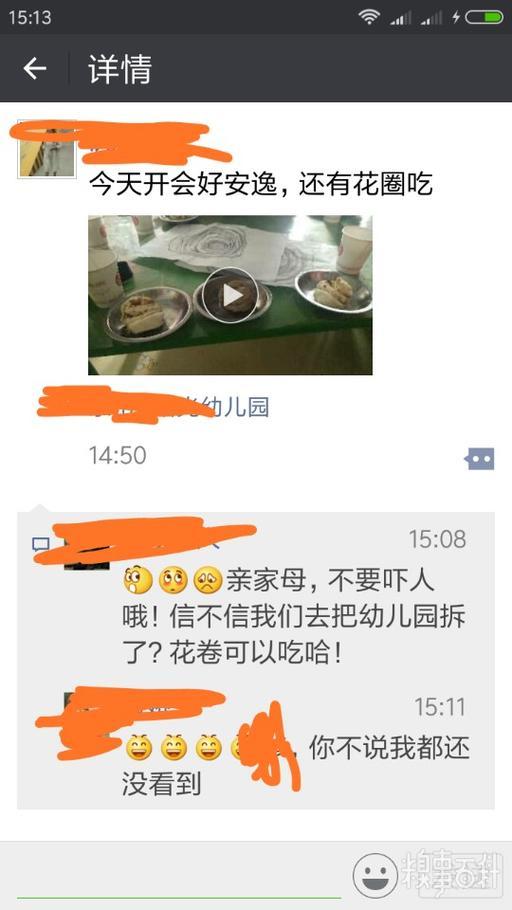 15:13
详情
今天开会好安逸，还有花圈吃
幼儿园
14:50
15:08
亲家母，不要吓人
哦！信不信我们去把幼儿园拆
了？花卷可以吃哈！
15:11
，你不说我都还
没看到
糗事百科